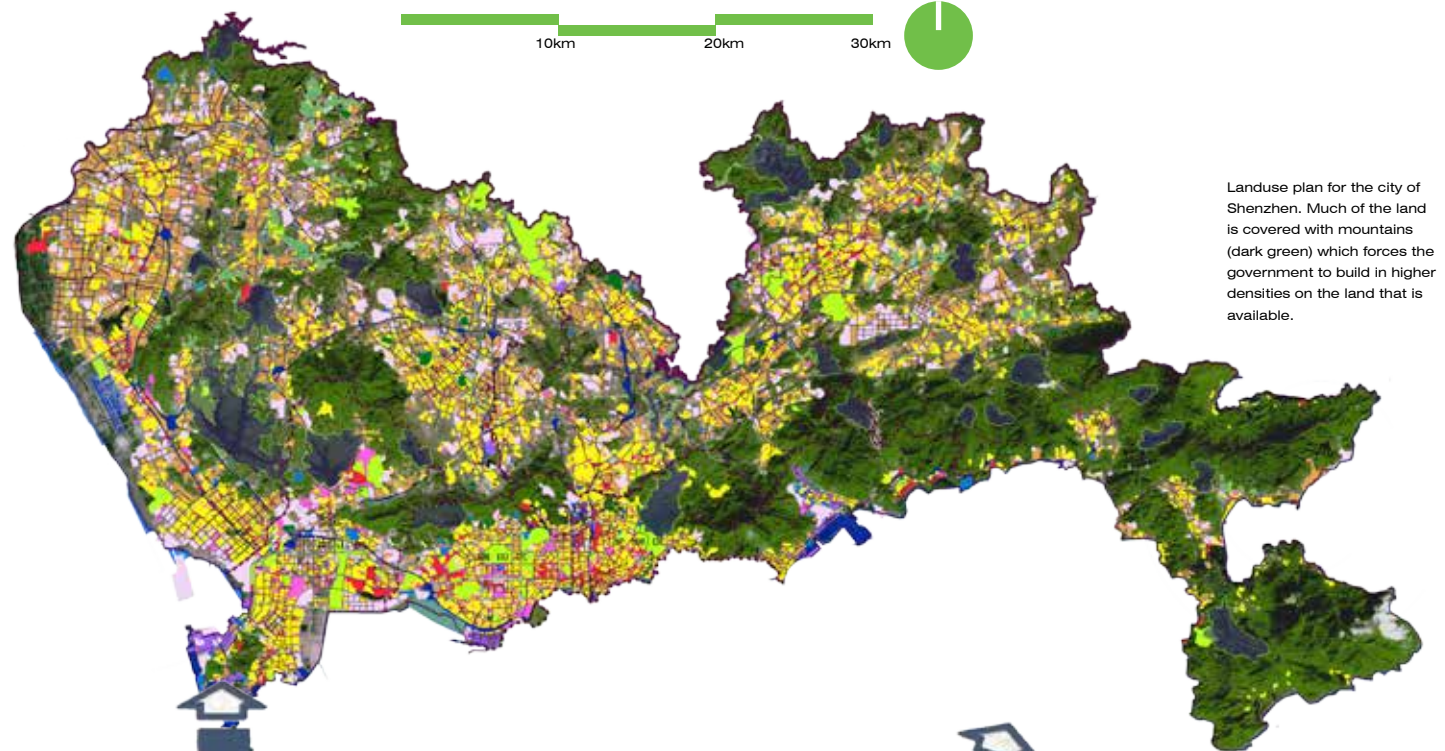 10km 20km 30km
Landuse plan for the city of
Shenzhen. Much of the land
is covered with mountains
(dark green) which forces the
government to build in higher
densities on the land that is
available.